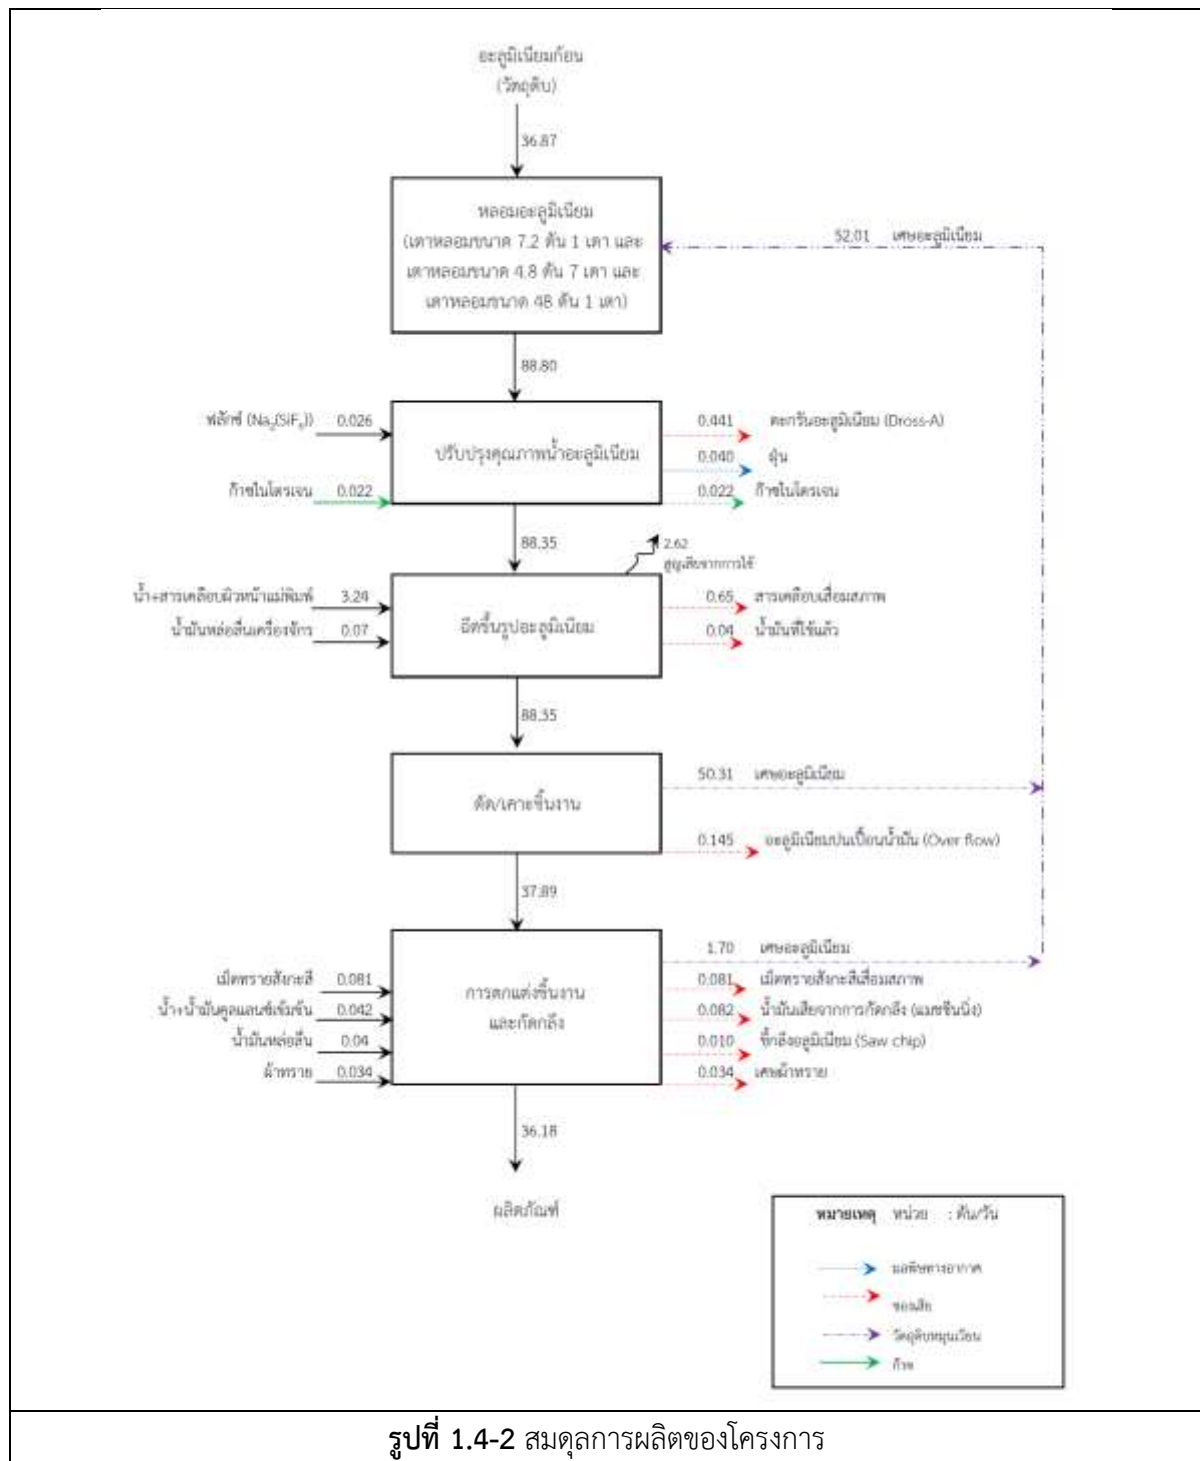 อะลูมิเนียมก้อน
(วัตถุดิบ)
36.87
หลอมอะลูมิเนียม
(เตาหลอมขนาด 7.2 ตัน 1 เตา และ
เตาหลอมขนาด 4.8 ตัน 7 เตา และ
เตาหลอมขนาด 48 ตัน 1 เตา)
52.01 เศษอะลูมิเนียม
88.80
ฟลักซ์ (Na₂(SiF₆)) 0.026
ก๊าซไนโตรเจน 0.022
ปรับปรุงคุณภาพน้ำอะลูมิเนียม
0.441 ตะกรันอะลูมิเนียม (Dross-A)
0.040 ฝุ่น
0.022 ก๊าซไนโตรเจน
88.35
2.62
สูญเสียจากการใช้
น้ำ+สารเคลือบผิวหน้าแม่พิมพ์ 3.24
น้ำมันหล่อลื่นเครื่องจักร 0.07
ฉีดขึ้นรูปอะลูมิเนียม
0.65 สารเคลือบเสื่อมสภาพ
0.04 น้ำมันที่ใช้แล้ว
88.35
ตัด/เคาะชิ้นงาน
50.31 เศษอะลูมิเนียม
0.145 อะลูมิเนียมปนเปื้อนน้ำมัน (Over flow)
37.89
เม็ดทรายสังกะสี 0.081
น้ำ+น้ำมันคูลแลนซ์เข้มข้น 0.042
น้ำมันหล่อลื่น 0.04
ผ้าทราย 0.034
การตกแต่งชิ้นงาน
และกัดกลึง
1.70 เศษอะลูมิเนียม
0.081 เม็ดทรายสังกะสีเสื่อมสภาพ
0.082 น้ำมันเสียจากการกัดกลึง (แมชชีนนิ่ง)
0.010 ขี้กลึงอลูมิเนียม (Saw chip)
0.034 เศษผ้าทราย
36.18
ผลิตภัณฑ์
หมายเหตุ หน่วย : ตัน/วัน
มลพิษทางอากาศ
ของเสีย
วัตถุดิบหมุนเวียน
ก๊าซ
รูปที่ 1.4-2 สมดุลการผลิตของโครงการ